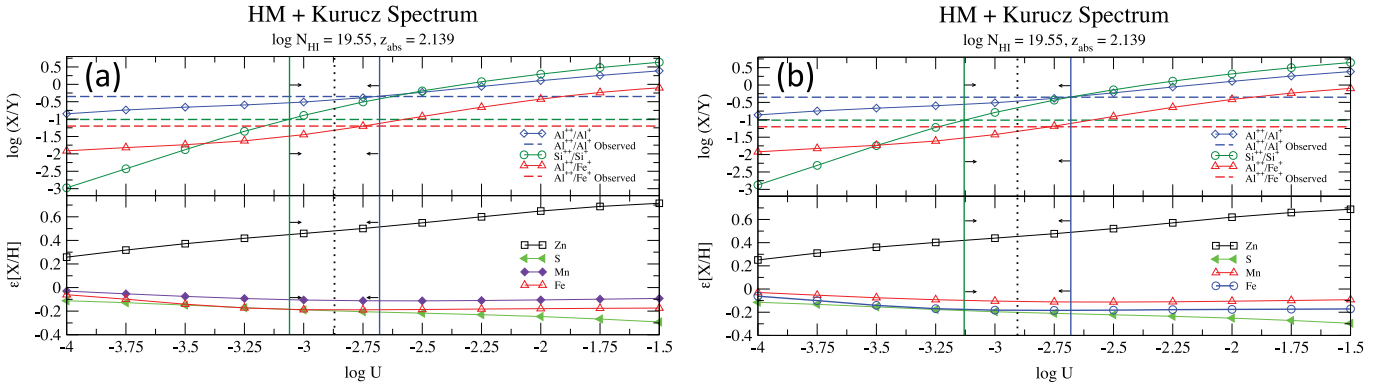 HM + Kurucz Spectrum
log N_HI = 19.55, z_abs = 2.139
(a)
log (X/Y)
0.5
0
-0.5
-1
-1.5
-2
-2.5
-3
Al++/Al+
Al++/Al+ Observed
Si++/Si+
Al++/Fe+
Al++/Fe+ Observed
ε[X/H]
0.6
0.4
0.2
0
-0.2
-0.4
Zn
S
Mn
Fe
-4 -3.75 -3.5 -3.25 -3 -2.75 -2.5 -2.25 -2 -1.75 -1.5
log U
HM + Kurucz Spectrum
log N_HI = 19.55, z_abs = 2.139
(b)
log (X/Y)
0.5
0
-0.5
-1
-1.5
-2
-2.5
-3
Al++/Al+
Al++/Al+ Observed
Si++/Si+
Al++/Fe+
Al++/Fe+ Observed
ε[X/H]
0.6
0.4
0.2
0
-0.2
-0.4
Zn
S
Mn
Fe
-4 -3.75 -3.5 -3.25 -3 -2.75 -2.5 -2.25 -2 -1.75 -1.5
log U